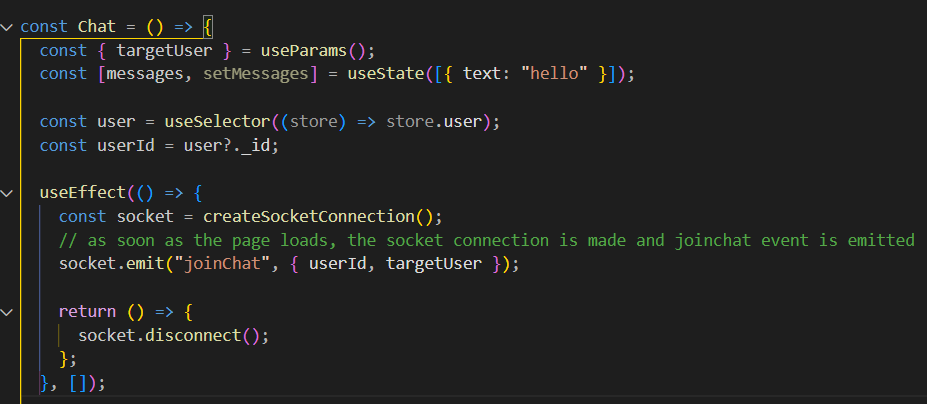 const Chat = () => {
const { targetUser } = useParams();
const [messages, setMessages] = useState([{ text: "hello" }]);
const user = useSelector((store) => store.user);
const userId = user?._id;
useEffect(() => {
const socket = createSocketConnection();
// as soon as the page loads, the socket connection is made and joinchat event is emitted
socket.emit("joinChat", { userId, targetUser });
return () => {
socket.disconnect();
};
}, []);